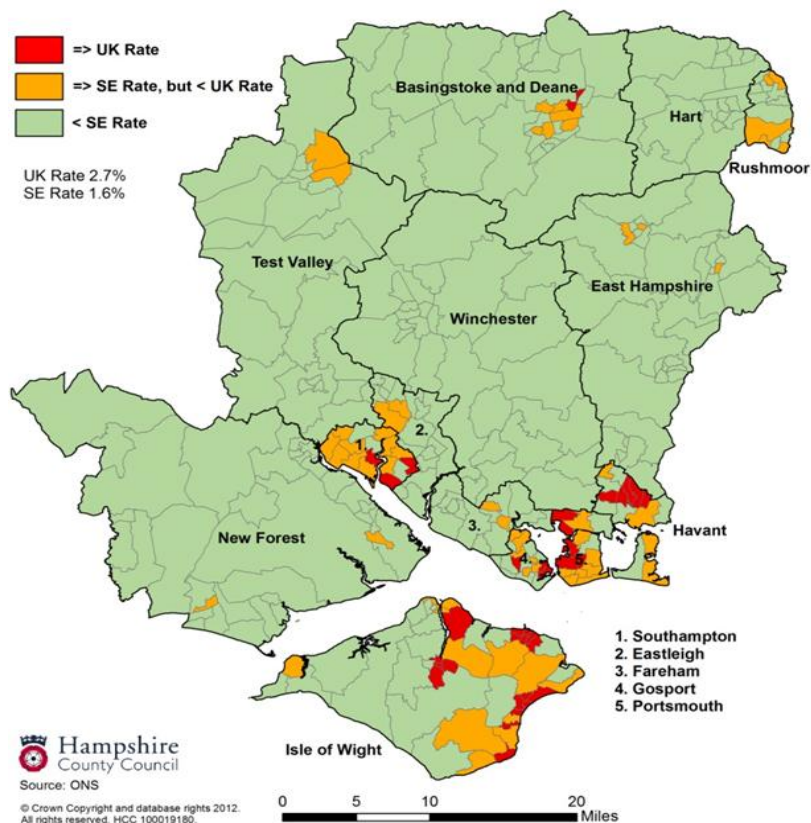 => UK Rate
=> SE Rate, but < UK Rate
< SE Rate
UK Rate 2.7%
SE Rate 1.6%
Basingstoke and Deane
Hart
Rushmoor
Test Valley
East Hampshire
Winchester
1.
2.
New Forest
3.
4.
5.
Havant
1. Southampton
2. Eastleigh
3. Fareham
4. Gosport
5. Portsmouth
Isle of Wight
Hampshire
County Council
Source: ONS
© Crown Copyright and database rights 2012.
All rights reserved. HCC 100019180.
0 5 10 20
Miles